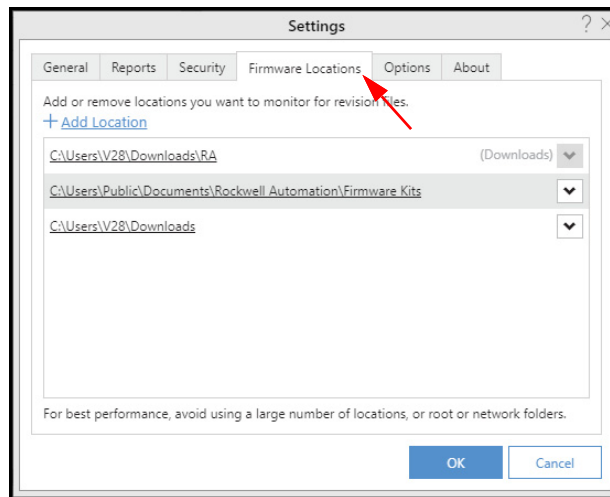 Settings
General Reports Security Firmware Locations Options About
Add or remove locations you want to monitor for revision files.
Add Location
C:\Users\V28\Downloads\RA (Downloads)
C:\Users\Public\Documents\Rockwell Automation\Firmware Kits
C:\Users\V28\Downloads
For best performance, avoid using a large number of locations, or root or network folders.
OK Cancel